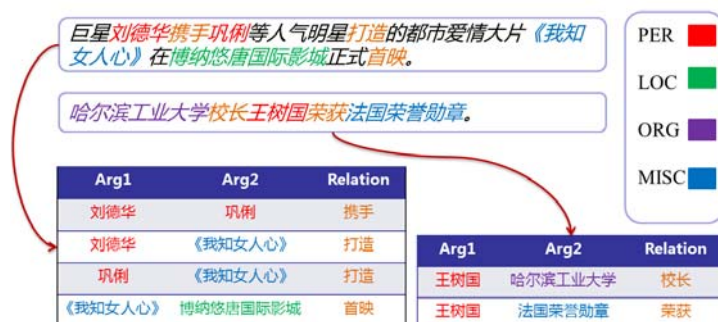 巨星刘德华携手巩俐等人气明星打造的都市爱情大片《我知
女人心》在博纳悠唐国际影城正式首映。
哈尔滨工业大学校长王树国荣获法国荣誉勋章。
PER
LOC
ORG
MISC
Arg1 Arg2 Relation
刘德华 巩俐 携手
刘德华 《我知女人心》 打造
巩俐 《我知女人心》 打造
《我知女人心》 博纳悠唐国际影城 首映
Arg1 Arg2 Relation
王树国 哈尔滨工业大学 校长
王树国 法国荣誉勋章 荣获